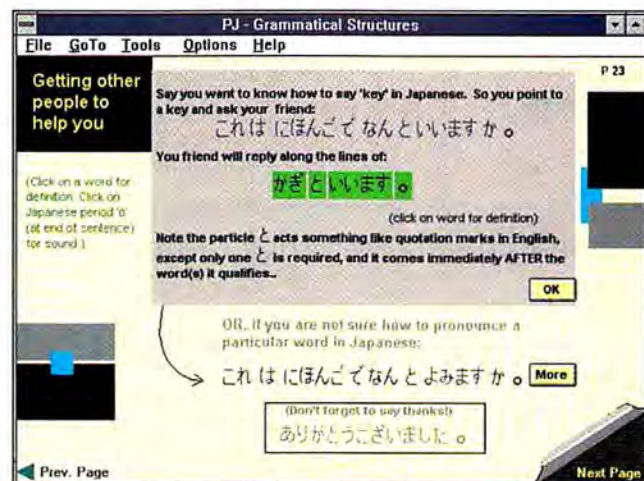 PJ - Grammatical Structures
File GoTo Tools Options Help
Getting other
people to
help you
P 23
Say you want to know how to say 'key' in Japanese. So you point to
a key and ask your friend:
これ は にほんご で なん と いいます か 。
You friend will reply along the lines of:
かぎ と いいます 。
(click on word for definition)
Note the particle と acts something like quotation marks in English,
except only one と is required, and it comes immediately AFTER the
word(s) it qualifies..
OK
(Click on a word for
definition. Click on
Japanese period 'o'
(at end of sentence)
for sound.)
OR, if you are not sure how to pronounce a
particular word in Japanese:
これ は にほんご で なん と よみます か 。
More
(Don't forget to say thanks!)
ありがとうございました 。
Prev. Page
Next Page